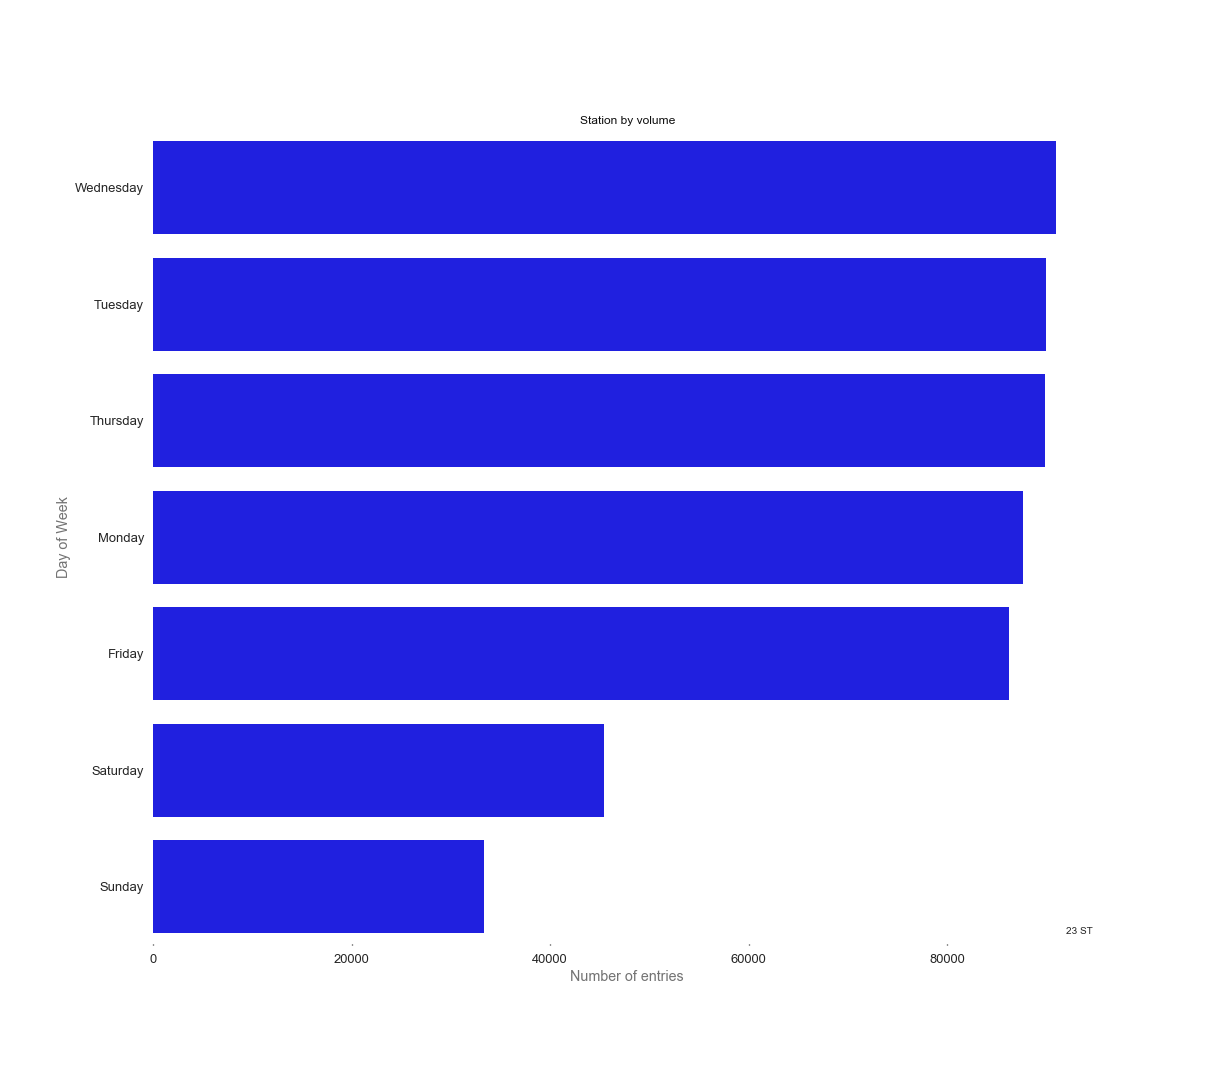 Station by volume
Wednesday
Tuesday
Thursday
Monday
Friday
Saturday
Sunday
Day of Week
23 ST
0 20000 40000 60000 80000
Number of entries